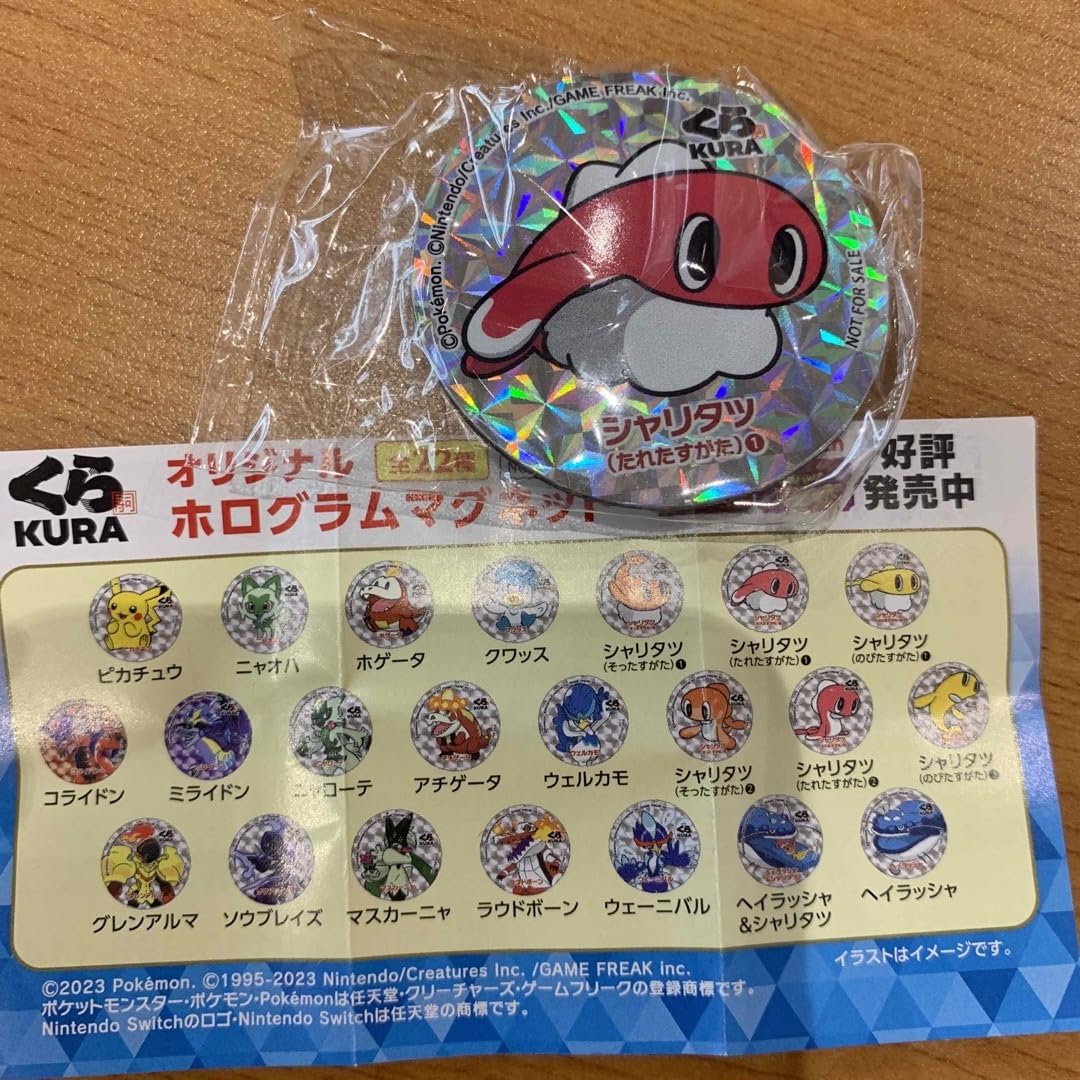 ©Pokémon. ©Nintendo/Creatures Inc./GAME FREAK inc.
くら
KURA
NOT FOR SALE
シャリタツ
(たれたすがた)❶
くら
KURA
オリジナル 全22種
ホログラムマグネット
好評
発売中
ピカチュウ
ニャオハ
ホゲータ
クワッス
シャリタツ
(そったすがた)❶
シャリタツ
(たれたすがた)❶
シャリタツ
(のびたすがた)❶
コライドン
ミライドン
ニャローテ
アチゲータ
ウェルカモ
シャリタツ
(そったすがた)❷
シャリタツ
(たれたすがた)❷
シャリタツ
(のびたすがた)❷
グレンアルマ
ソウブレイズ
マスカーニャ
ラウドボーン
ウェーニバル
ヘイラッシャ
&シャリタツ
ヘイラッシャ
イラストはイメージです。
©2023 Pokémon. ©1995-2023 Nintendo/Creatures Inc. /GAME FREAK inc.
ポケットモンスター・ポケモン・Pokémonは任天堂・クリーチャーズ・ゲームフリークの登録商標です。
Nintendo Switchのロゴ・Nintendo Switchは任天堂の商標です。